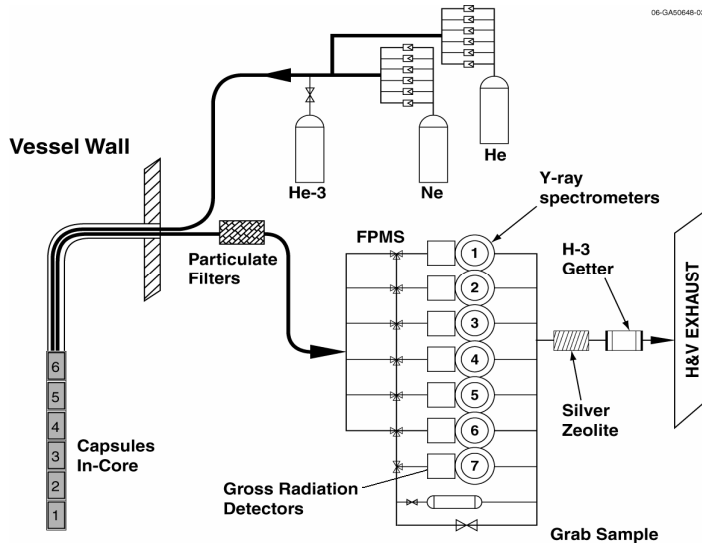 06-GA50648-03
He
Ne
He-3
Vessel Wall
Particulate
Filters
Y-ray
spectrometers
FPMS
H-3
Getter
H&V EXHAUST
1
2
3
4
5
6
7
Silver
Zeolite
6
5
4
3
2
1
Capsules
In-Core
Gross Radiation
Detectors
Grab Sample